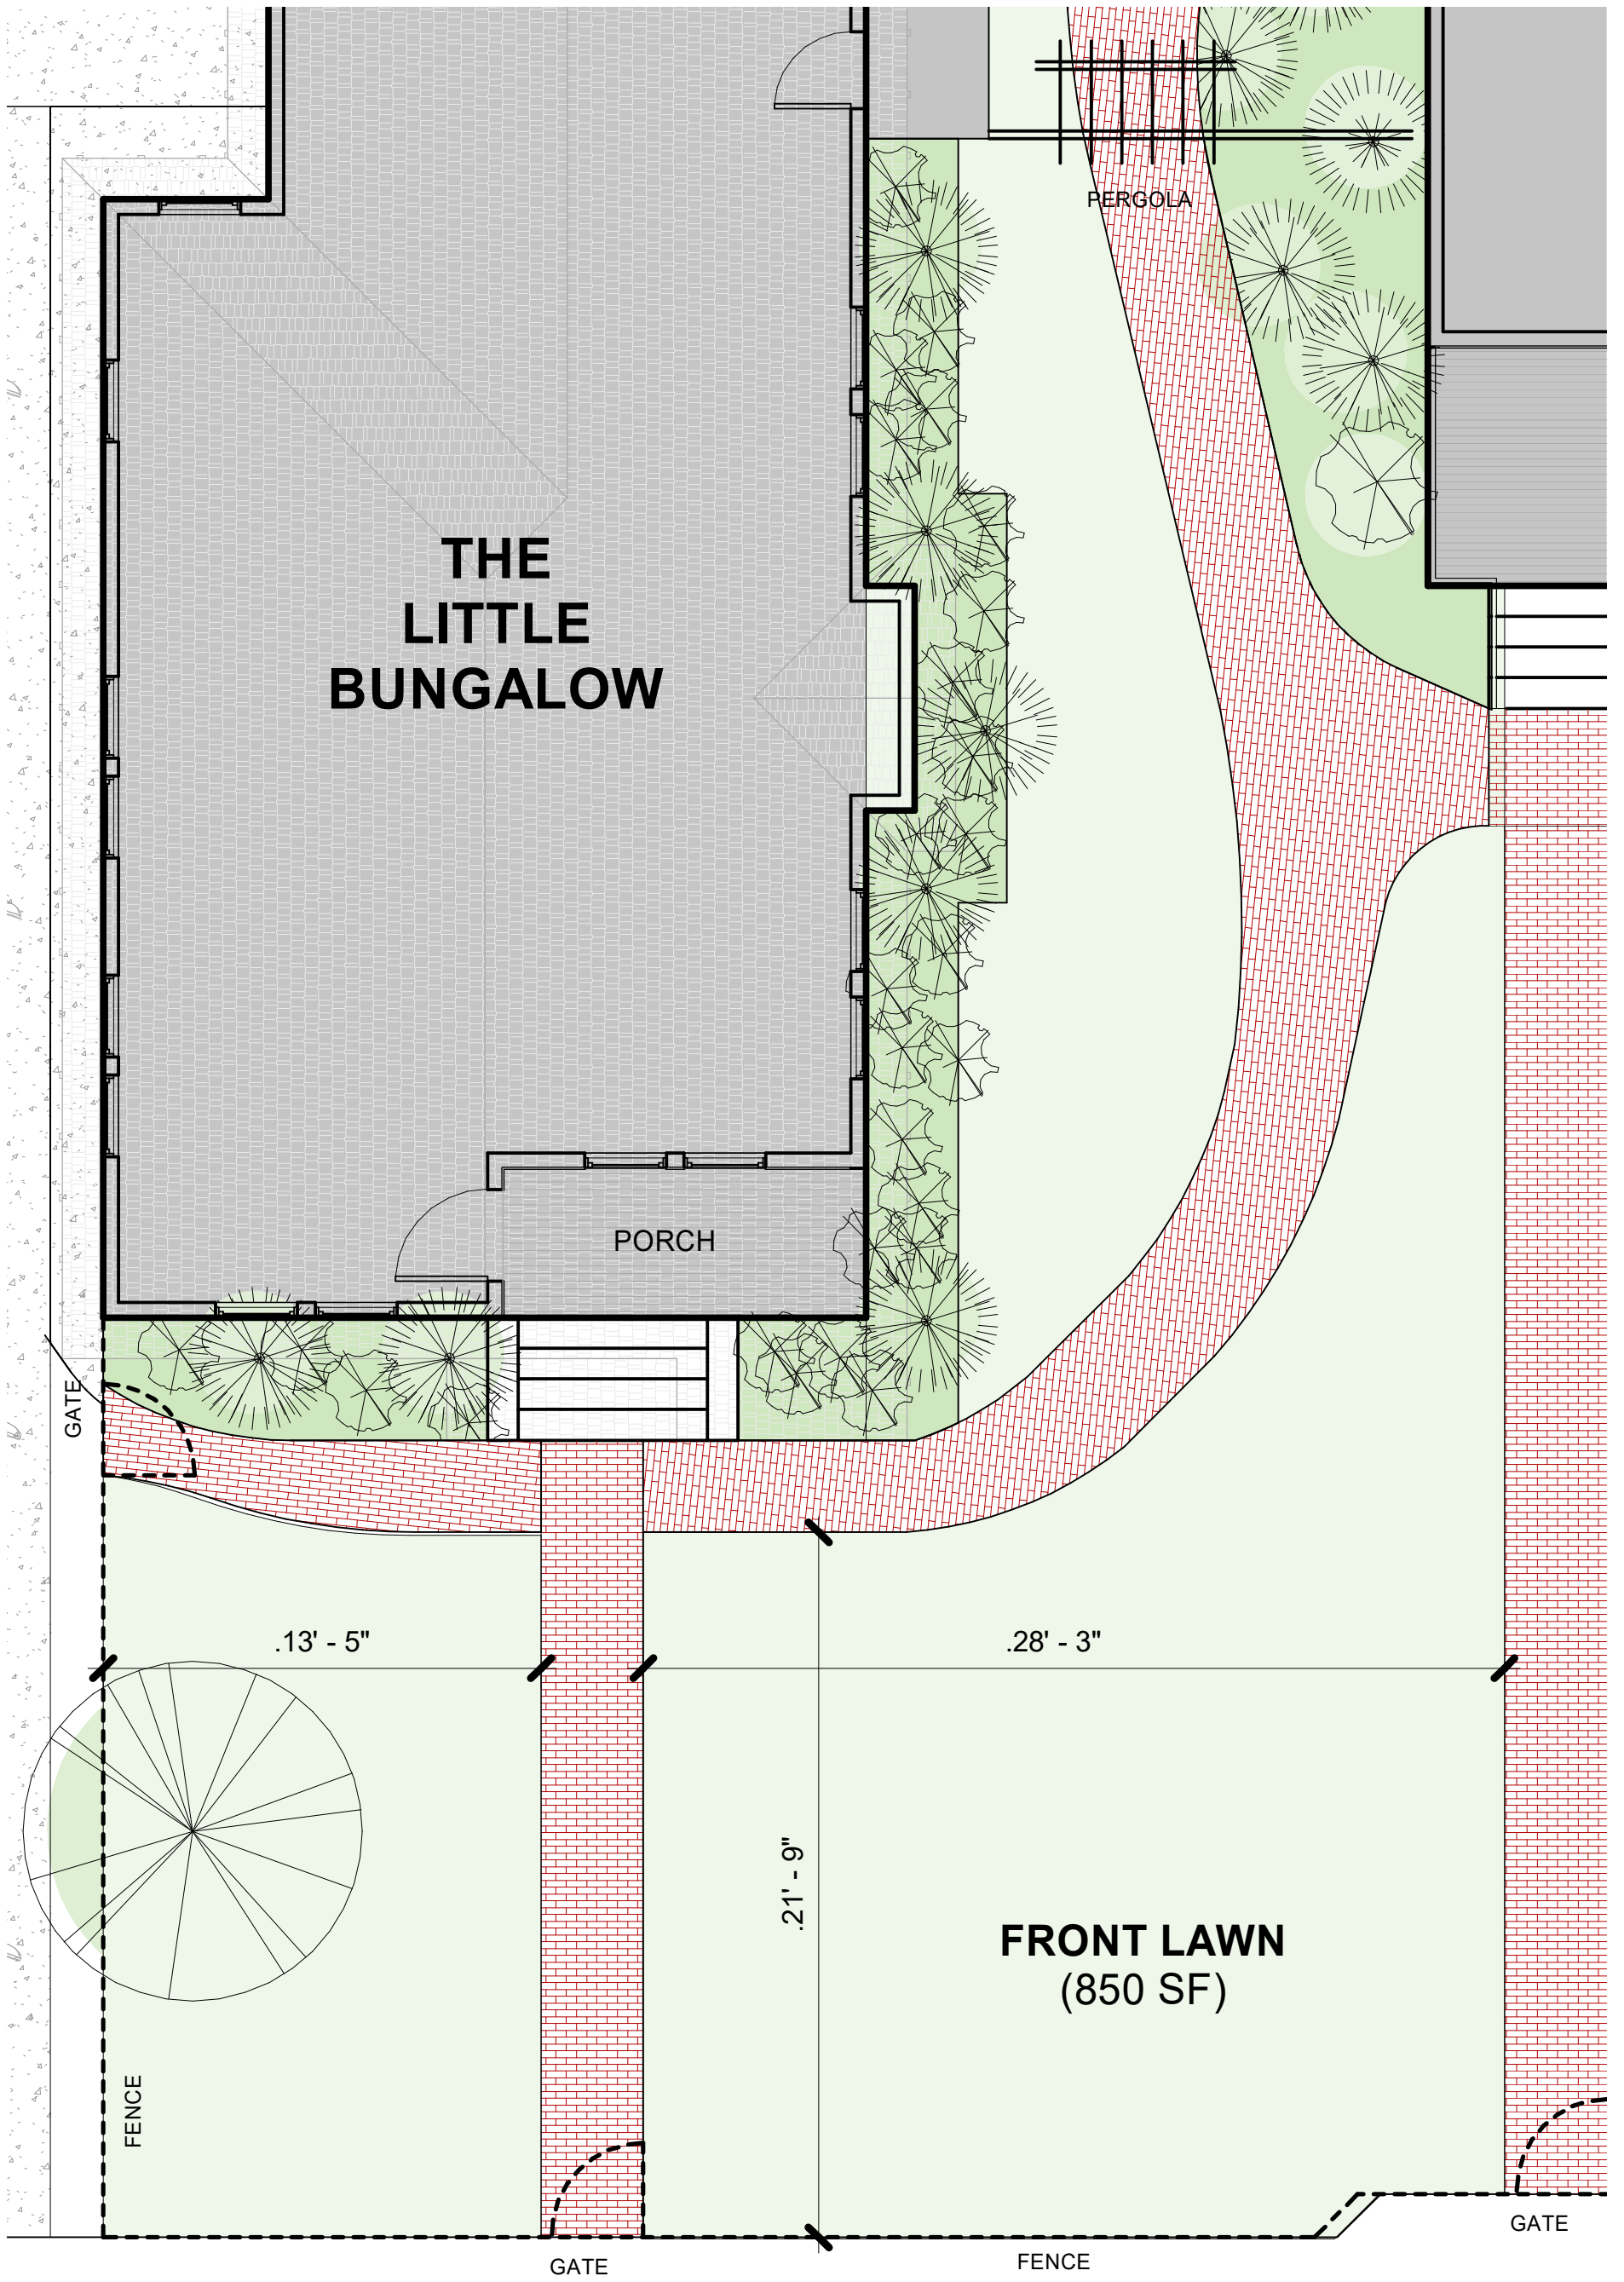 PERGOLA
THE
LITTLE
BUNGALOW
PORCH
GATE
.13' - 5"
.28' - 3"
.21' - 9"
FRONT LAWN
(850 SF)
FENCE
GATE
FENCE
GATE